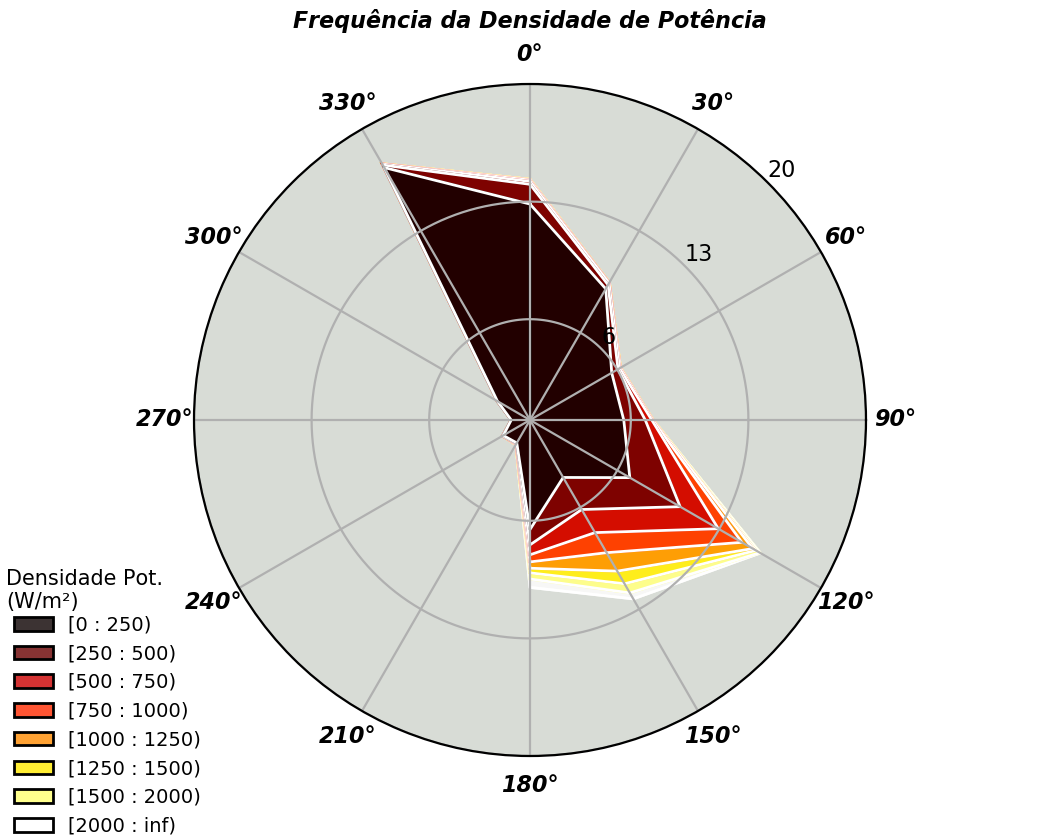 Frequência da Densidade de Potência
0°
330°
30°
20
300°
60°
13
6
270°
90°
240°
120°
210°
150°
180°
Densidade Pot.
(W/m²)
[0 : 250)
[250 : 500)
[500 : 750)
[750 : 1000)
[1000 : 1250)
[1250 : 1500)
[1500 : 2000)
[2000 : inf)